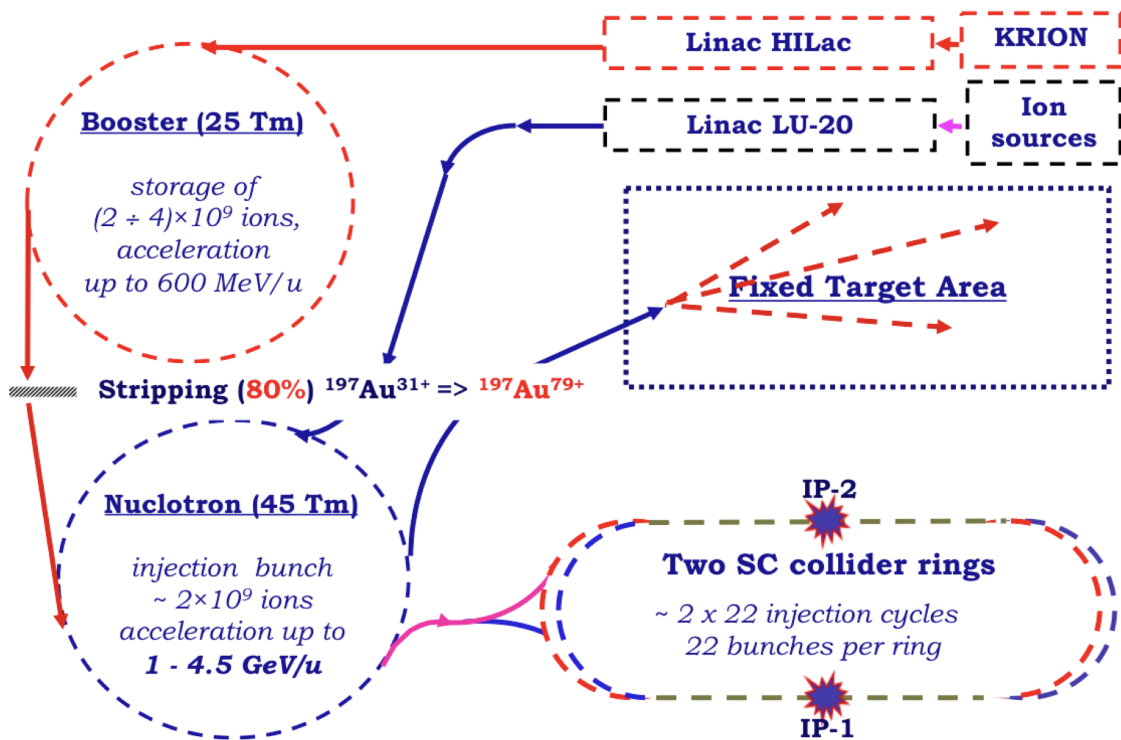 Linac HILac
KRION
Booster (25 Tm)
Linac LU-20
Ion
sources
storage of
(2 ÷ 4)×10⁹ ions,
acceleration
up to 600 MeV/u
Fixed Target Area
Stripping (80%) ¹⁹⁷Au³¹⁺ => ¹⁹⁷Au⁷⁹⁺
Nuclotron (45 Tm)
injection bunch
~ 2×10⁹ ions
acceleration up to
1 - 4.5 GeV/u
IP-2
Two SC collider rings
~ 2 x 22 injection cycles
22 bunches per ring
IP-1